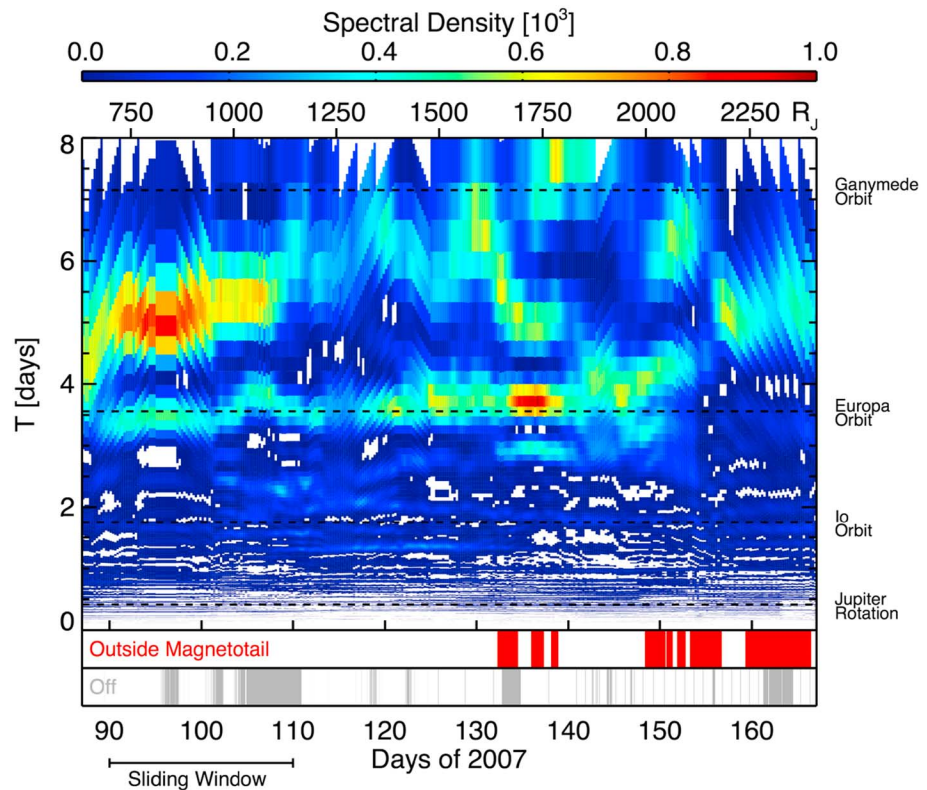 Spectral Density [10³]
0.0 0.2 0.4 0.6 0.8 1.0
750 1000 1250 1500 1750 2000 2250 R_J
8
Ganymede
Orbit
6
T [days]
4
Europa
Orbit
2
Io
Orbit
Jupiter
Rotation
0
Outside Magnetotail
Off
90 100 110 120 130 140 150 160
Days of 2007
Sliding Window